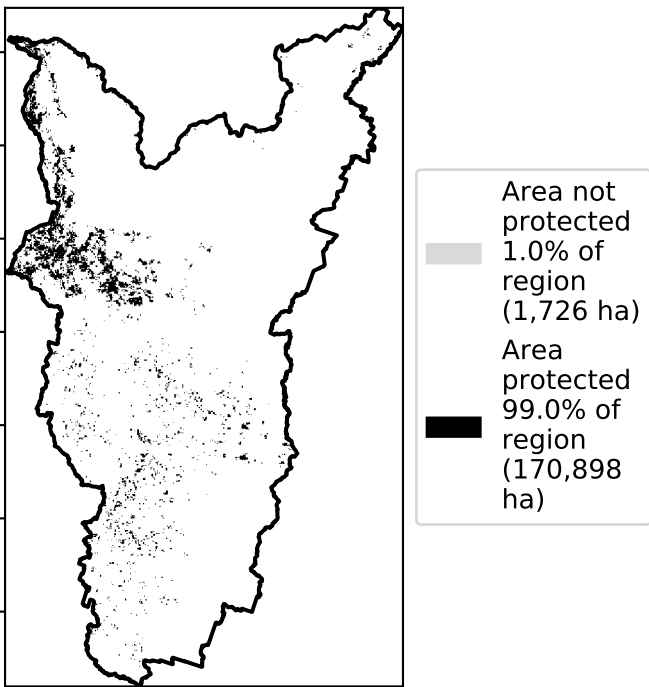 Area not
protected
1.0% of
region
(1,726 ha)
Area
protected
99.0% of
region
(170,898
ha)